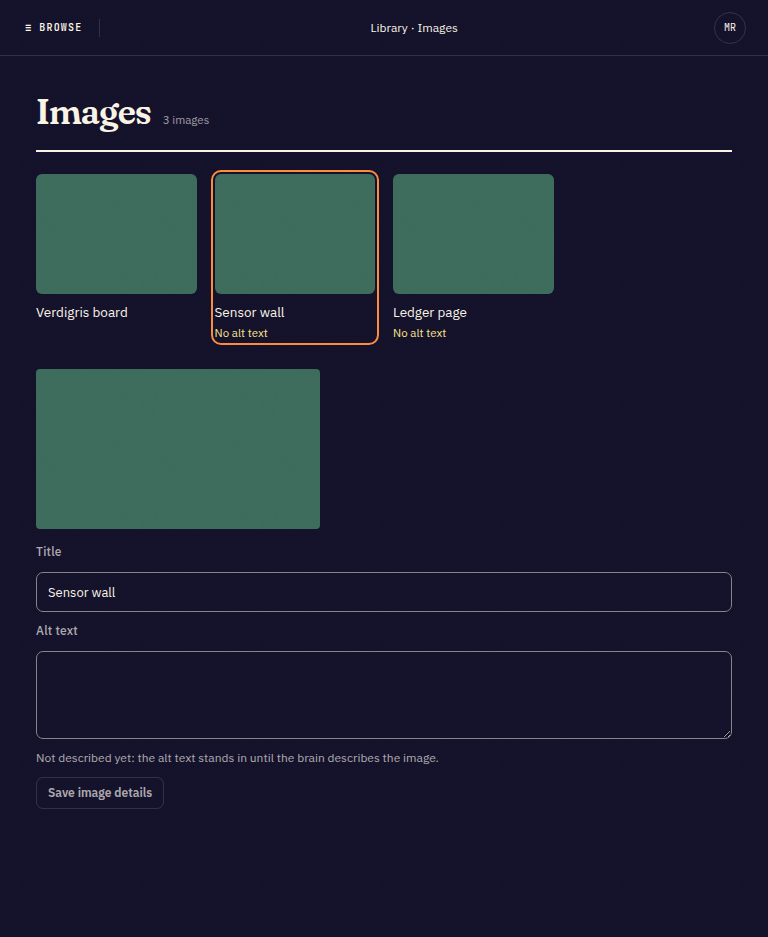 ≡ BROWSE
Library · Images
MR
Images
3 images
Verdigris board
Sensor wall
No alt text
Ledger page
No alt text
Title
Sensor wall
Alt text
Not described yet: the alt text stands in until the brain describes the image.
Save image details